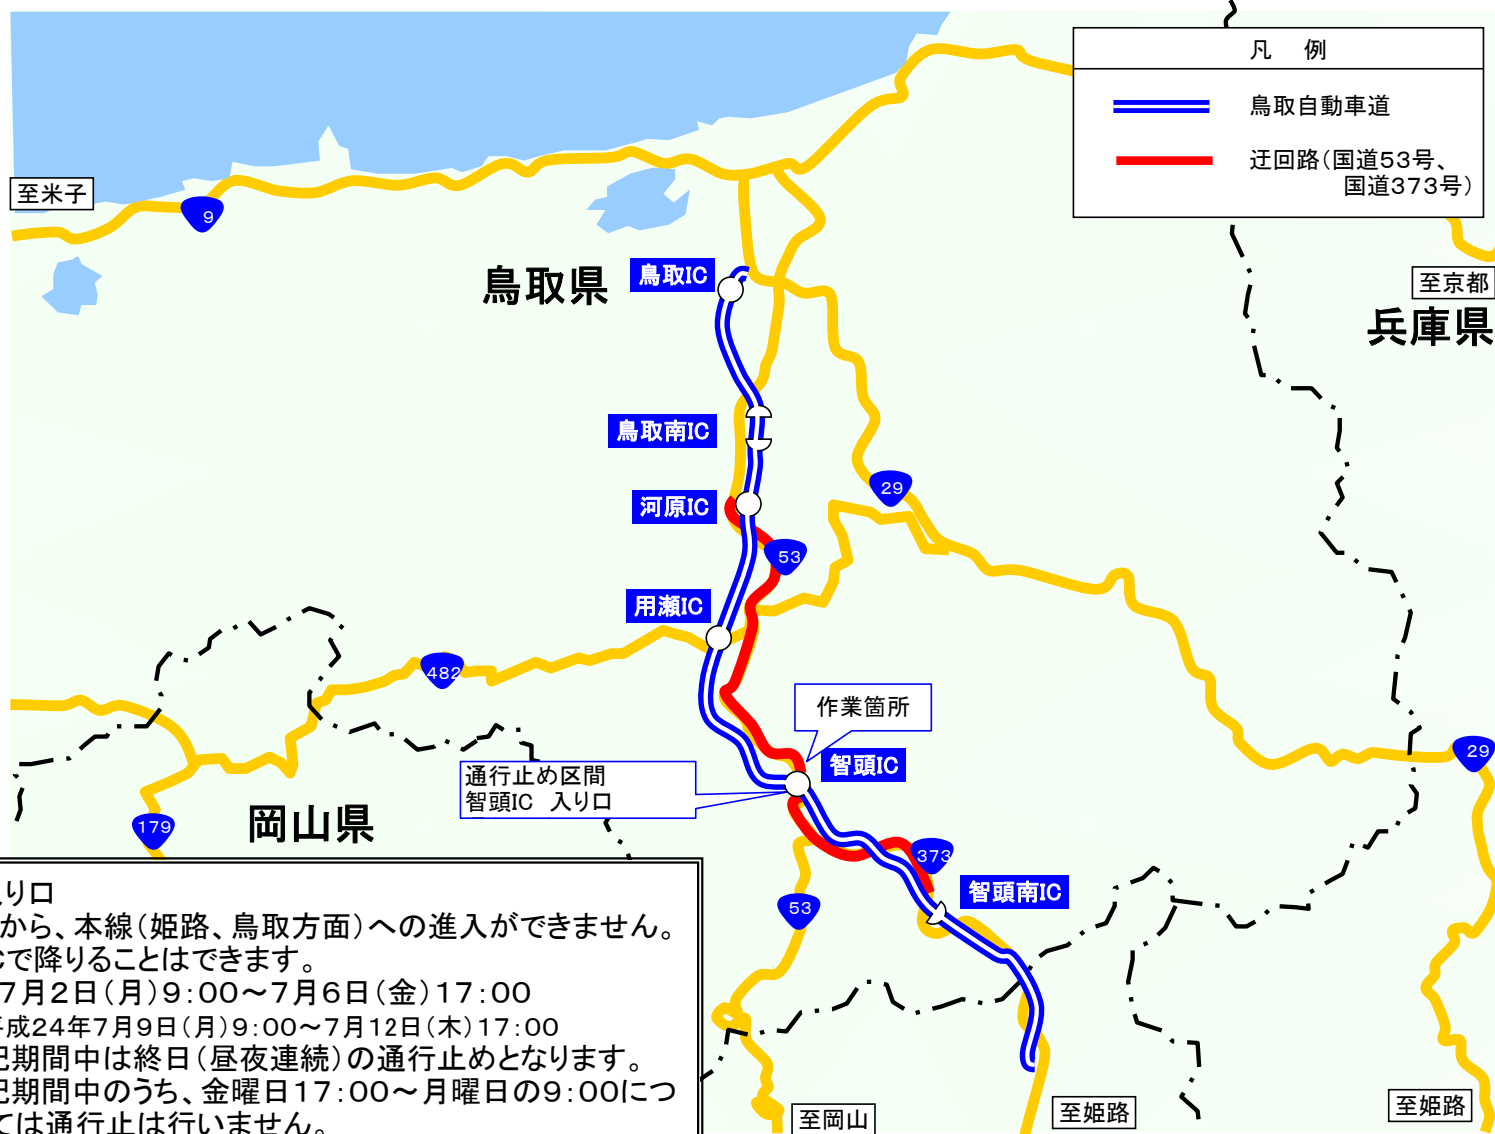 凡 例
鳥取自動車道
迂回路(国道53号、
国道373号)
至米子
9
至京都
鳥取県
鳥取IC
兵庫県
鳥取南IC
29
河原IC
53
用瀬IC
482
作業箇所
智頭IC
29
通行止め区間
智頭IC 入り口
岡山県
179
373
智頭南IC
53
り口
から、本線(姫路、鳥取方面)への進入ができません。
で降りることはできます。
7月2日(月)9:00~7月6日(金)17:00
成24年7月9日(月)9:00~7月12日(木)17:00
記期間中は終日(昼夜連続)の通行止めとなります。
記期間中のうち、金曜日17:00~月曜日の9:00につ
ては通行止は行いません。
至岡山
至姫路
至姫路